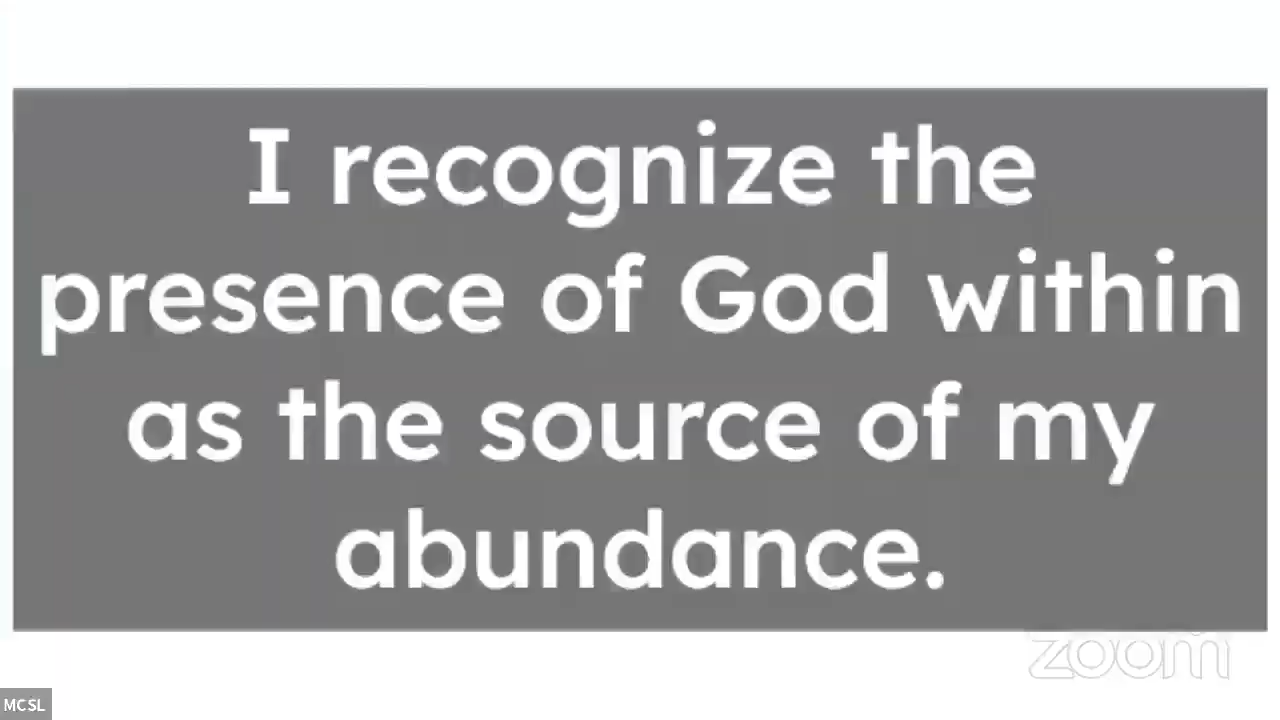 I recognize the
presence of God within
as the source of my
abundance.
zoom
MCSL